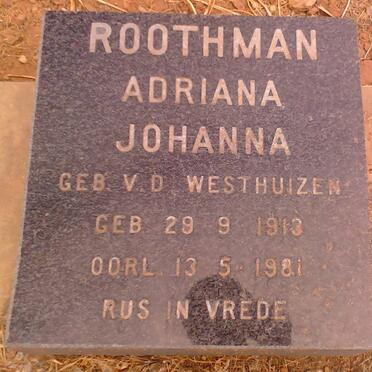 ROOTHMAN
ADRIANA
JOHANNA
GEB V.D. WESTHUIZEN
GEB 29 9 1913
OORL. 13 5 1981
RUS IN VREDE